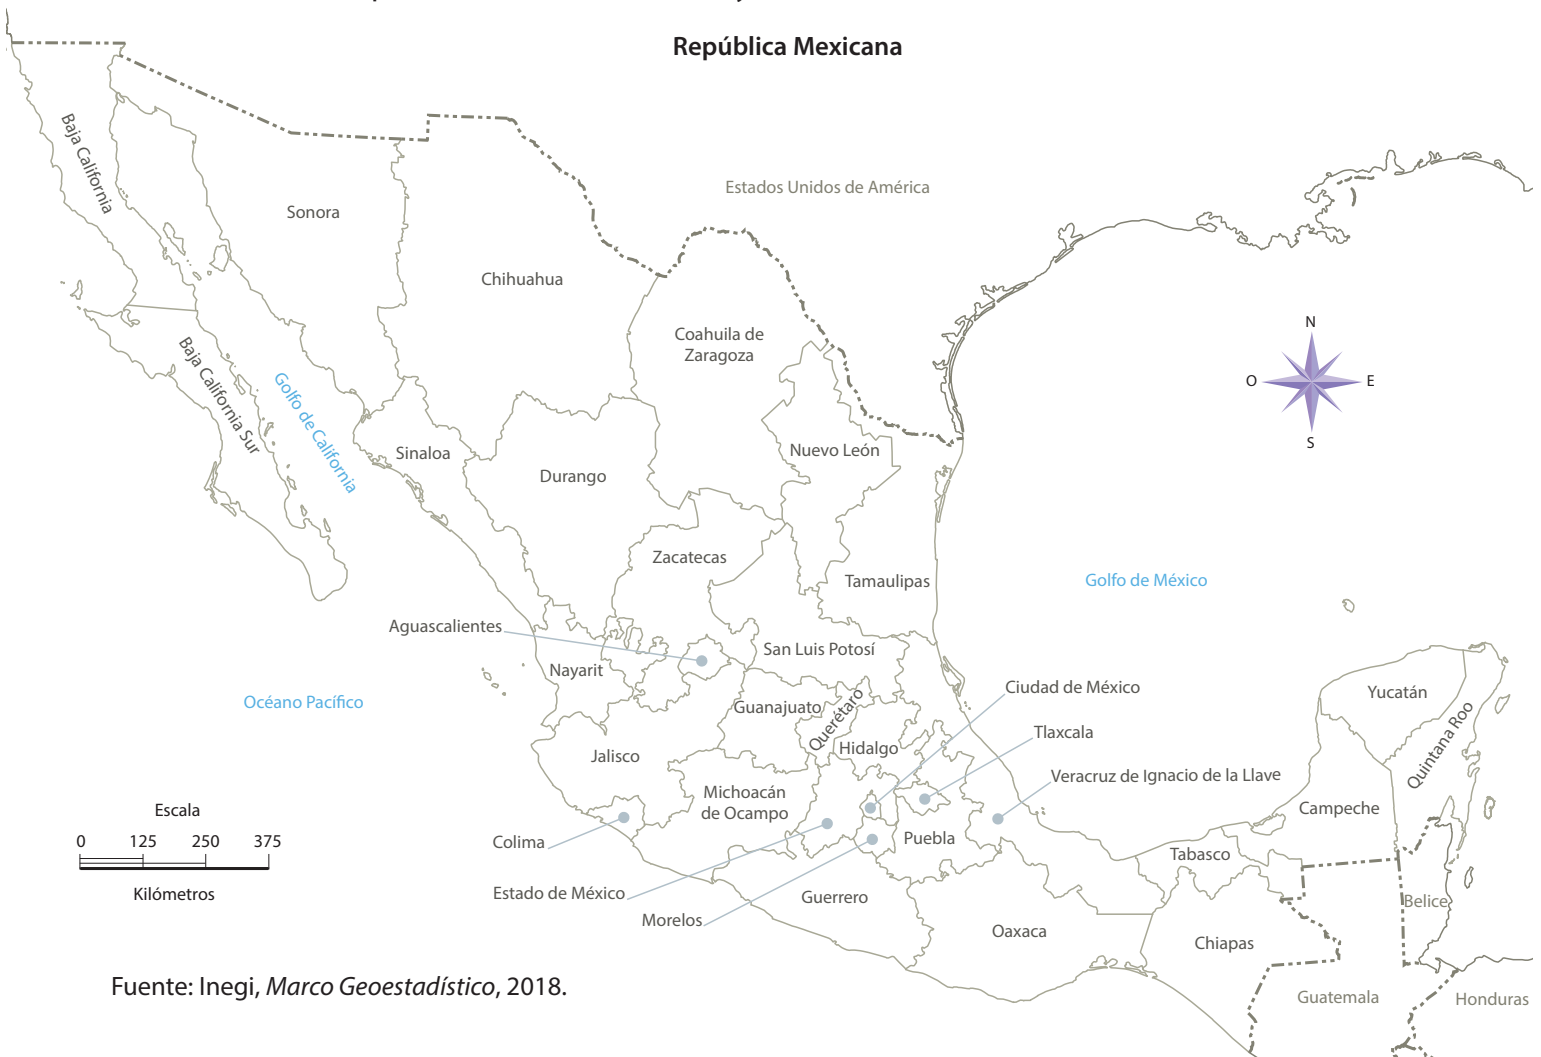 República Mexicana
Baja California
Sonora
Estados Unidos de América
Chihuahua
Coahuila de
Zaragoza
N
O
E
S
Baja California Sur
Golfo de California
Sinaloa
Durango
Nuevo León
Zacatecas
Tamaulipas
Golfo de México
Aguascalientes
San Luis Potosí
Nayarit
Océano Pacífico
Guanajuato
Querétaro
Hidalgo
Ciudad de México
Tlaxcala
Veracruz de Ignacio de la Llave
Yucatán
Quintana Roo
Campeche
Jalisco
Michoacán
de Ocampo
Escala
0 125 250 375
Kilómetros
Colima
Puebla
Tabasco
Estado de México
Morelos
Guerrero
Oaxaca
Chiapas
Belice
Guatemala
Honduras
Fuente: Inegi, Marco Geoestadístico, 2018.